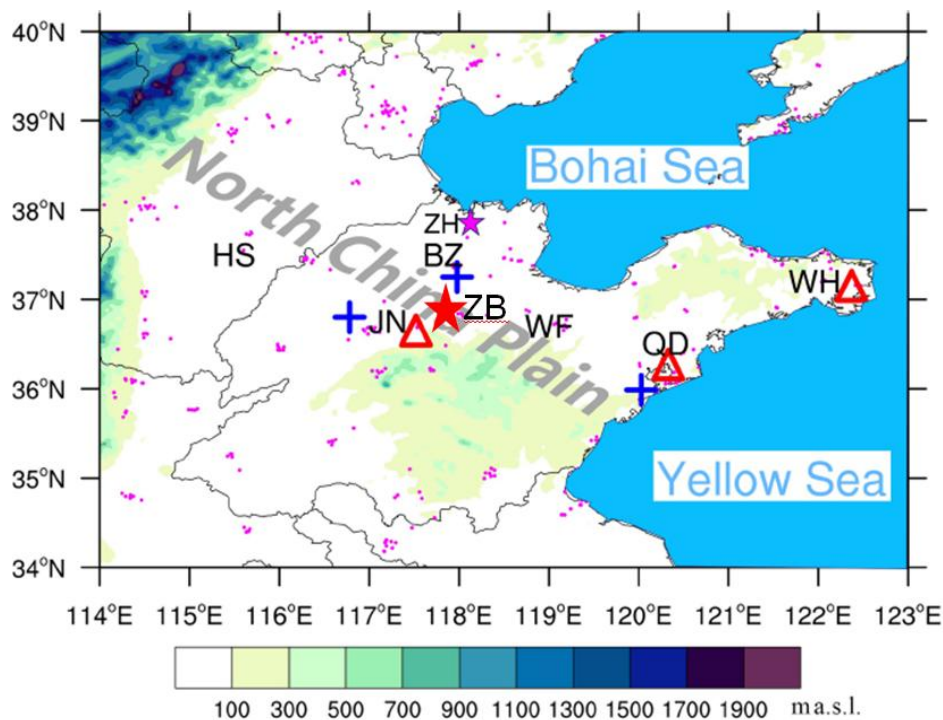 40°N
39°N
38°N
37°N
36°N
35°N
34°N
North China Plain
Bohai Sea
ZH
HS
BZ
WH
ZB
JN
WF
QD
Yellow Sea
114°E 115°E 116°E 117°E 118°E 119°E 120°E 121°E 122°E 123°E
100 300 500 700 900 1100 1300 1500 1700 1900 m a.s.l.